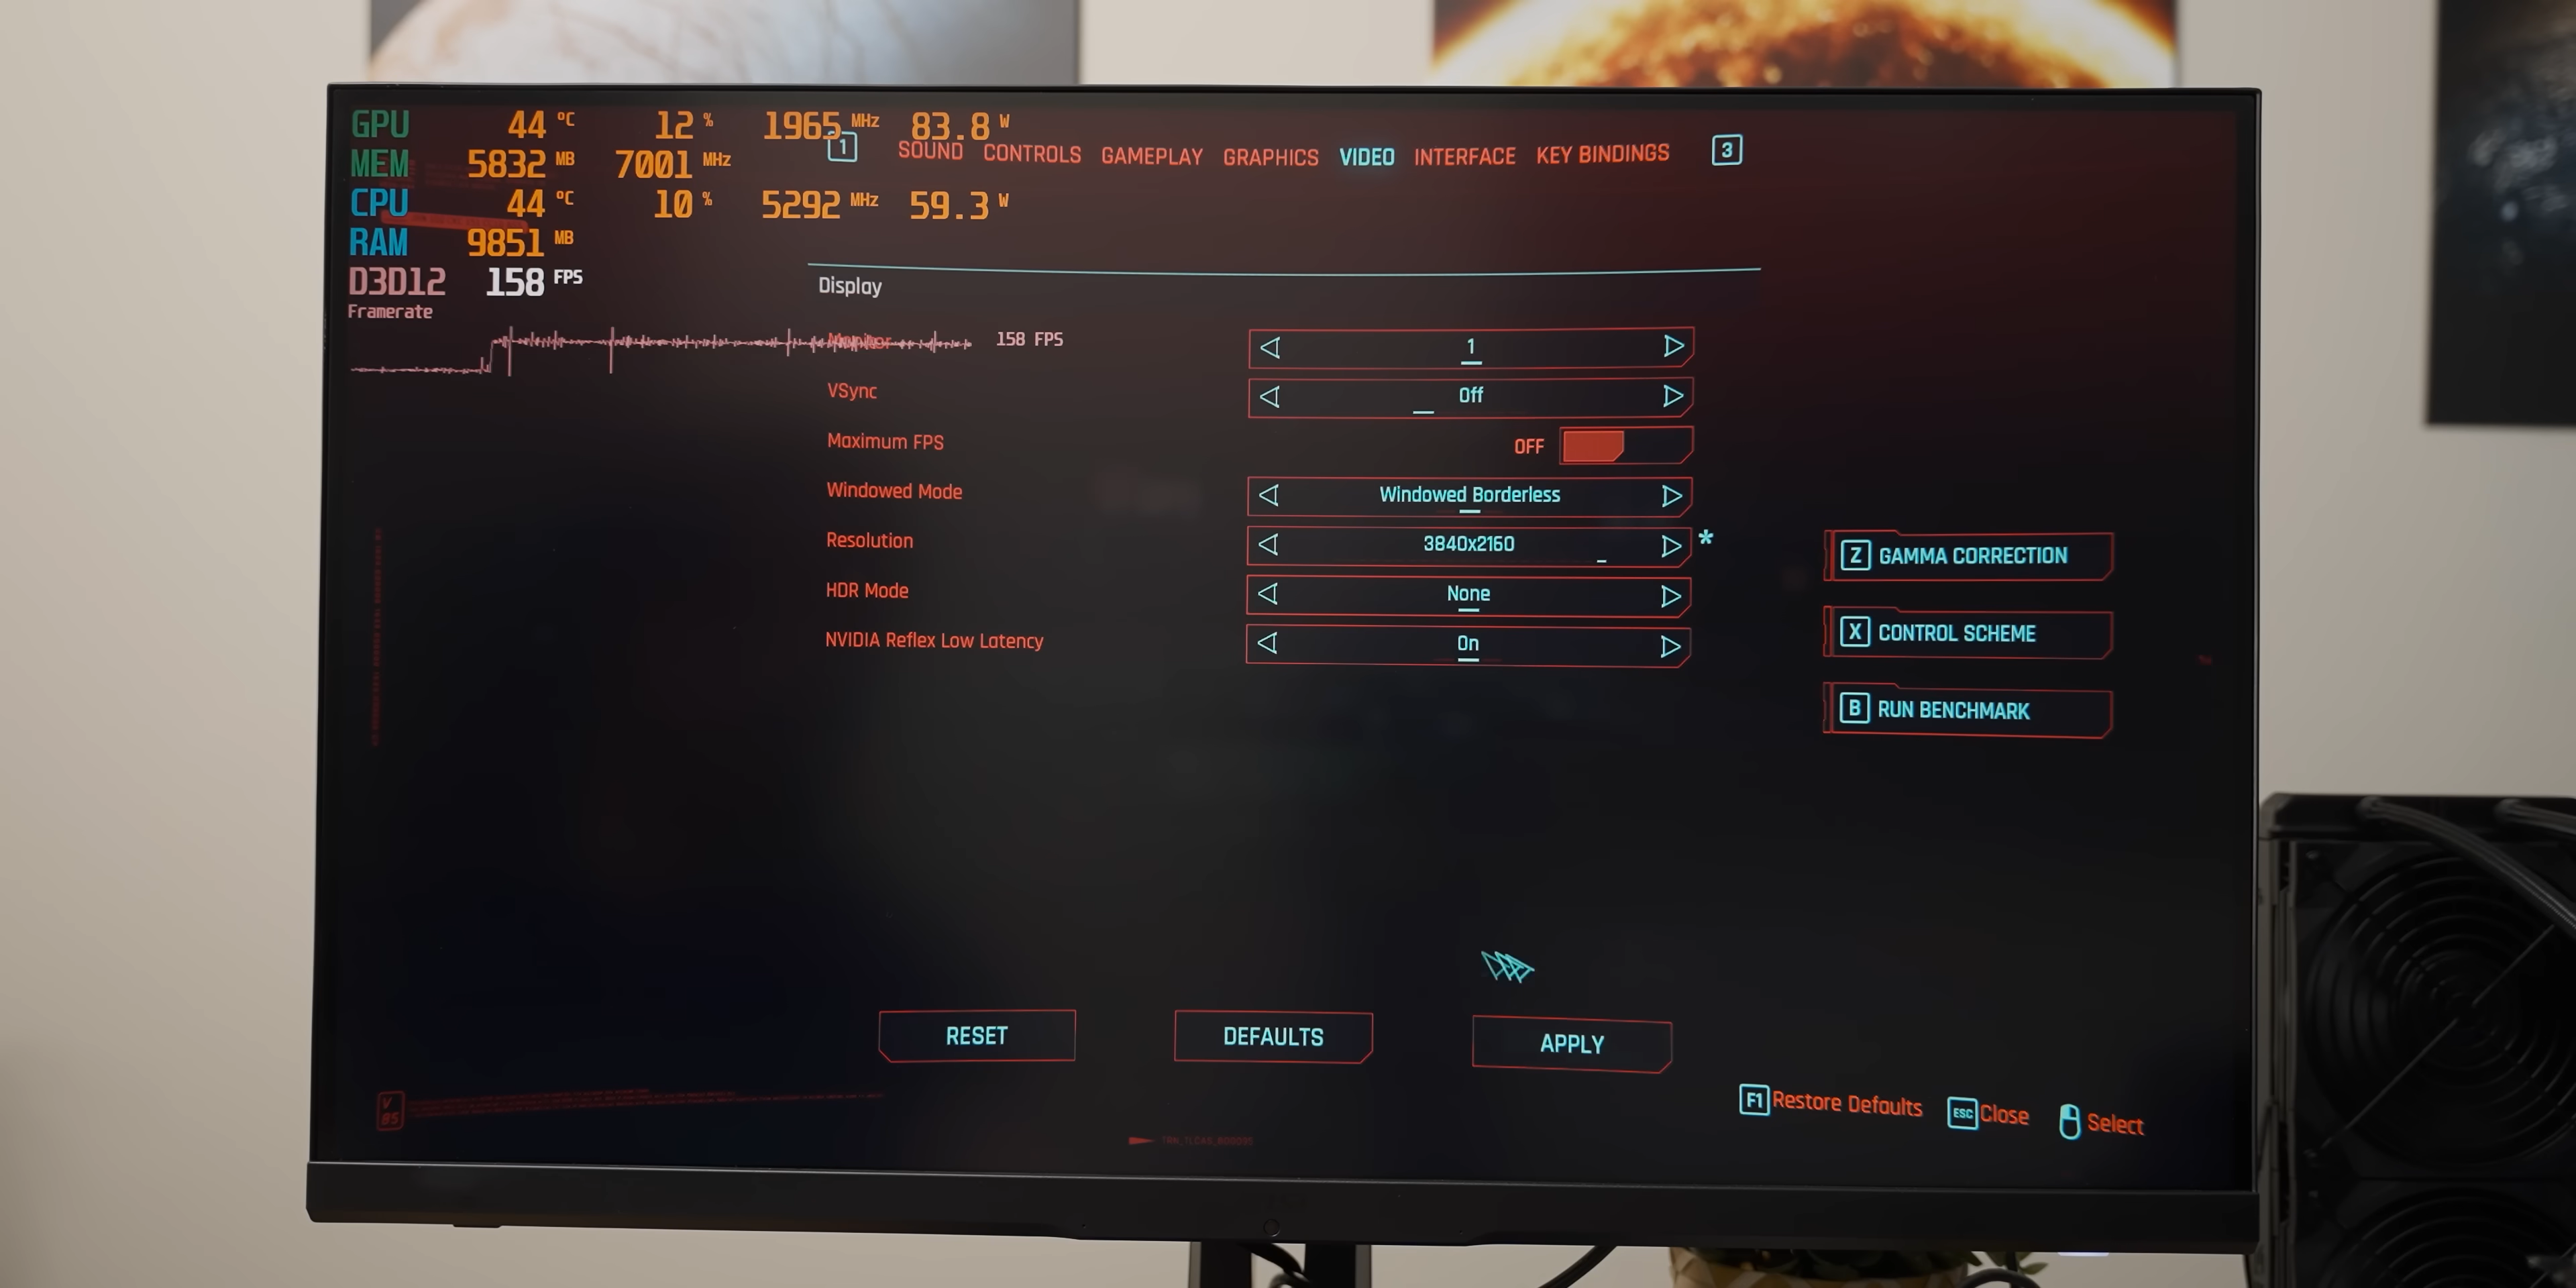 GPU 44 °C 12 % 1965 MHz 83.8 W
1 SOUND CONTROLS GAMEPLAY GRAPHICS VIDEO INTERFACE KEY BINDINGS 3
MEM 5832 MB 7001 MHz
CPU 44 °C 10 % 5292 MHz 59.3 W
RAM 9851 MB
D3D12 158 FPS
Framerate
158 FPS
Display
Monitor 1
VSync Off
Maximum FPS OFF
Windowed Mode Windowed Borderless
Resolution 3840x2160 *
HDR Mode None
NVIDIA Reflex Low Latency On
Z GAMMA CORRECTION
X CONTROL SCHEME
B RUN BENCHMARK
RESET DEFAULTS APPLY
F1 Restore Defaults ESC Close Select
V
85